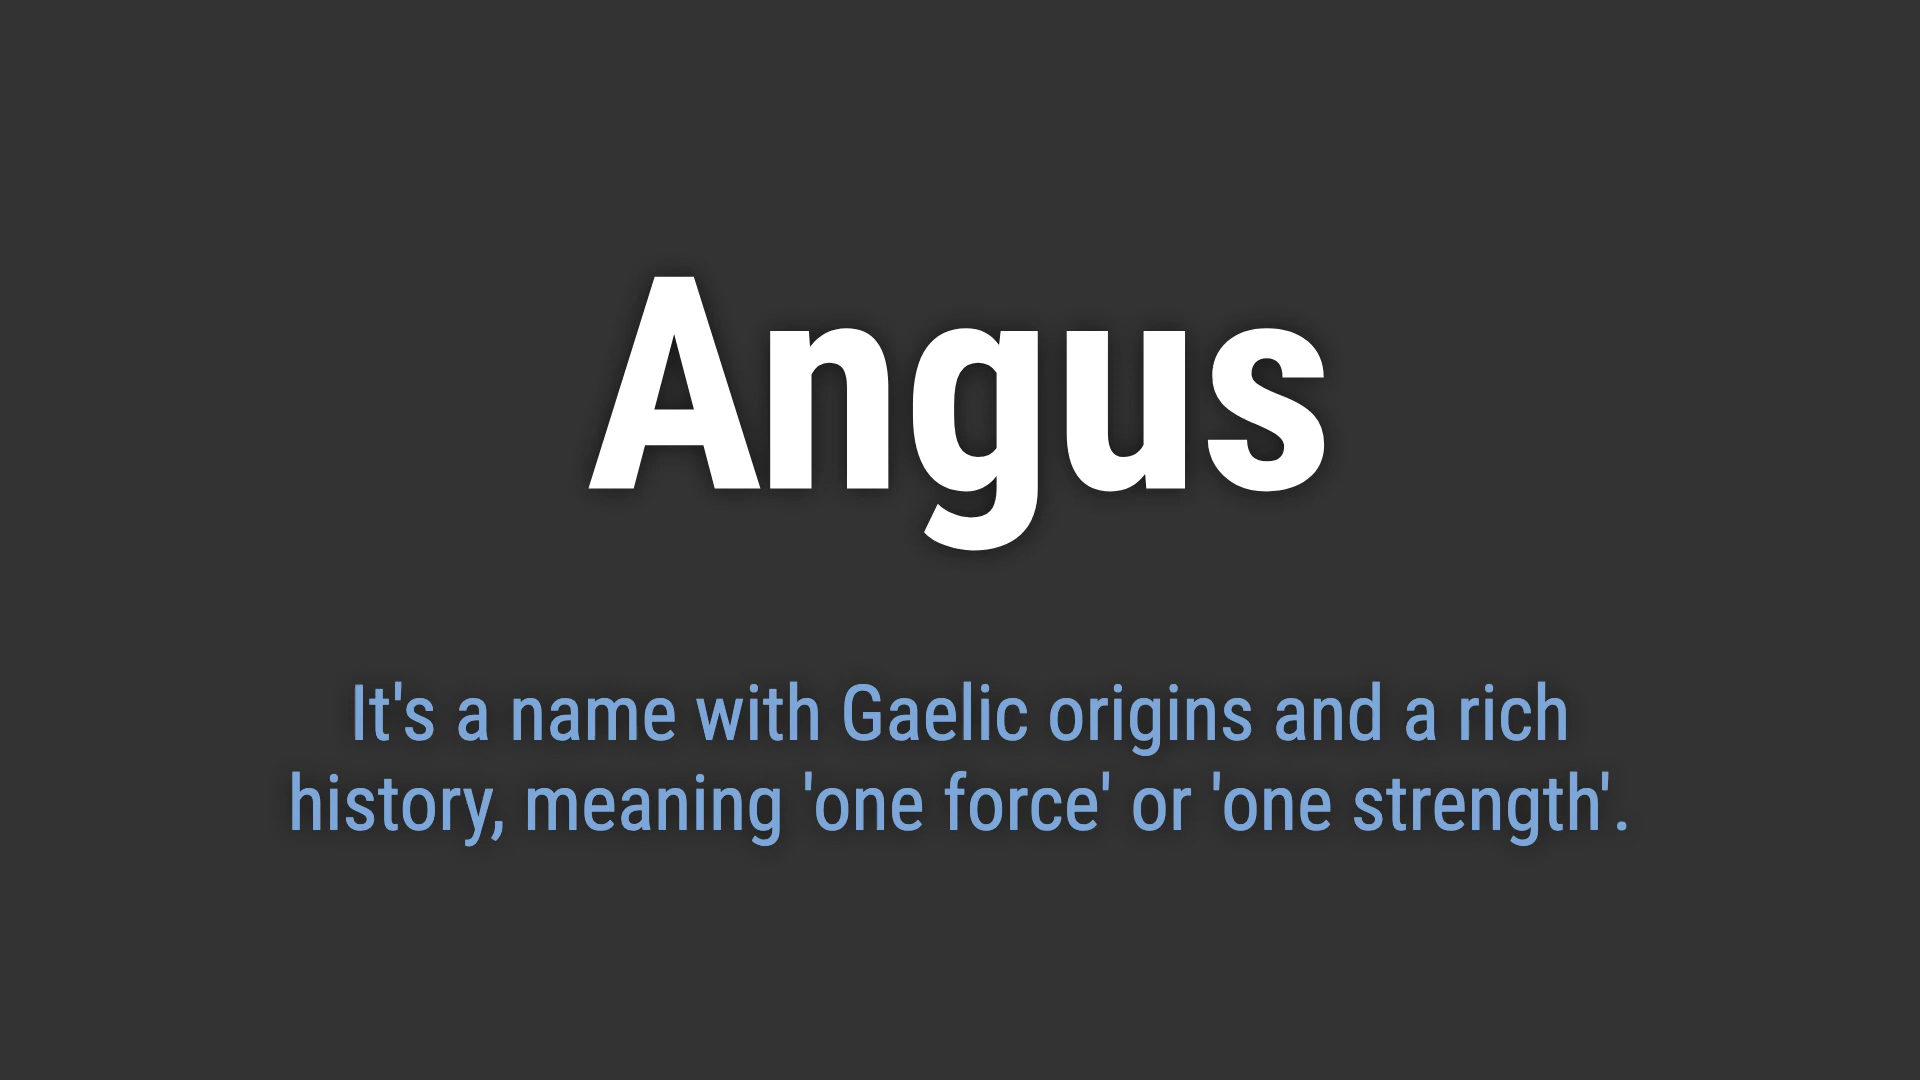 Angus
It's a name with Gaelic origins and a rich
history, meaning 'one force' or 'one strength'.